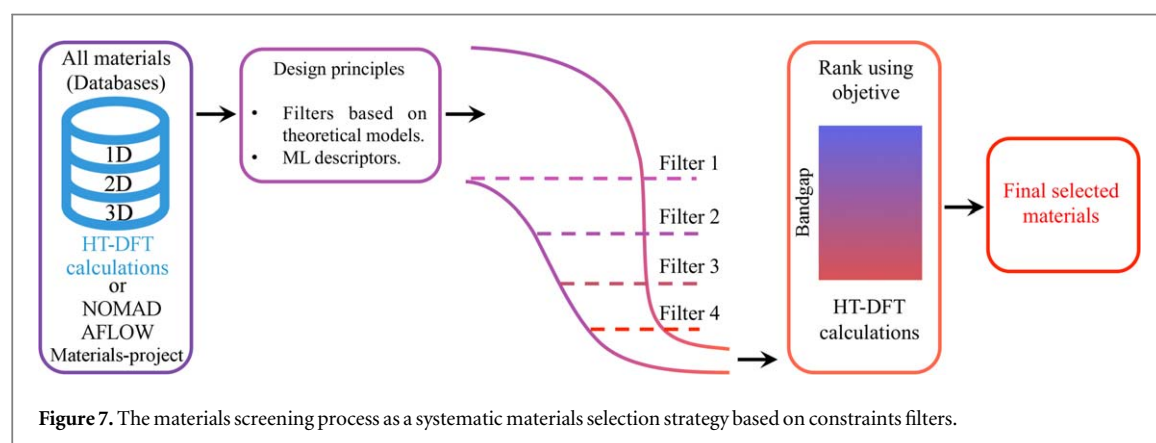 All materials
(Databases)
1D
2D
3D
HT-DFT
calculations
or
NOMAD
AFLOW
Materials-project
Design principles
• Filters based on
theoretical models.
• ML descriptors.
Filter 1
Filter 2
Filter 3
Filter 4
Rank using
objetive
Bandgap
HT-DFT
calculations
Final selected
materials
Figure 7. The materials screening process as a systematic materials selection strategy based on constraints filters.